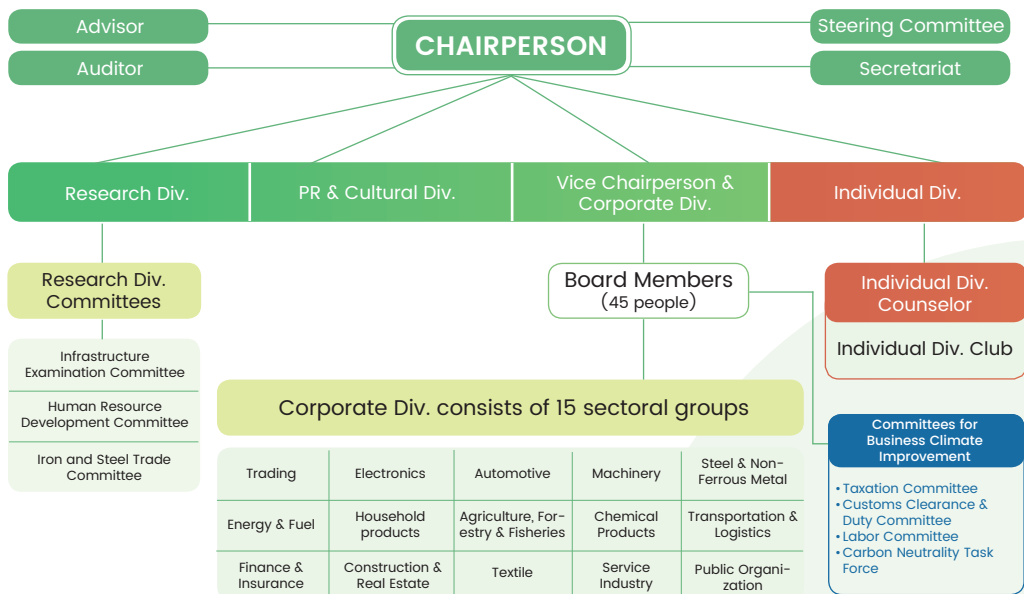 Advisor
CHAIRPERSON
Steering Committee
Auditor
Secretariat
Research Div.
PR & Cultural Div.
Vice Chairperson &
Corporate Div.
Individual Div.
Research Div.
Committees
Board Members
(45 people)
Individual Div.
Counselor
Individual Div. Club
Infrastructure
Examination Committee
Human Resource
Development Committee
Iron and Steel Trade
Committee
Corporate Div. consists of 15 sectoral groups
Trading
Electronics
Automotive
Machinery
Steel & Non-
Ferrous Metal
Energy & Fuel
Household
products
Agriculture, For-
estry & Fisheries
Chemical
Products
Transportation &
Logistics
Finance &
Insurance
Construction &
Real Estate
Textile
Service
Industry
Public Organi-
zation
Committees for
Business Climate
Improvement
• Taxation Committee
• Customs Clearance &
Duty Committee
• Labor Committee
• Carbon Neutrality Task
Force